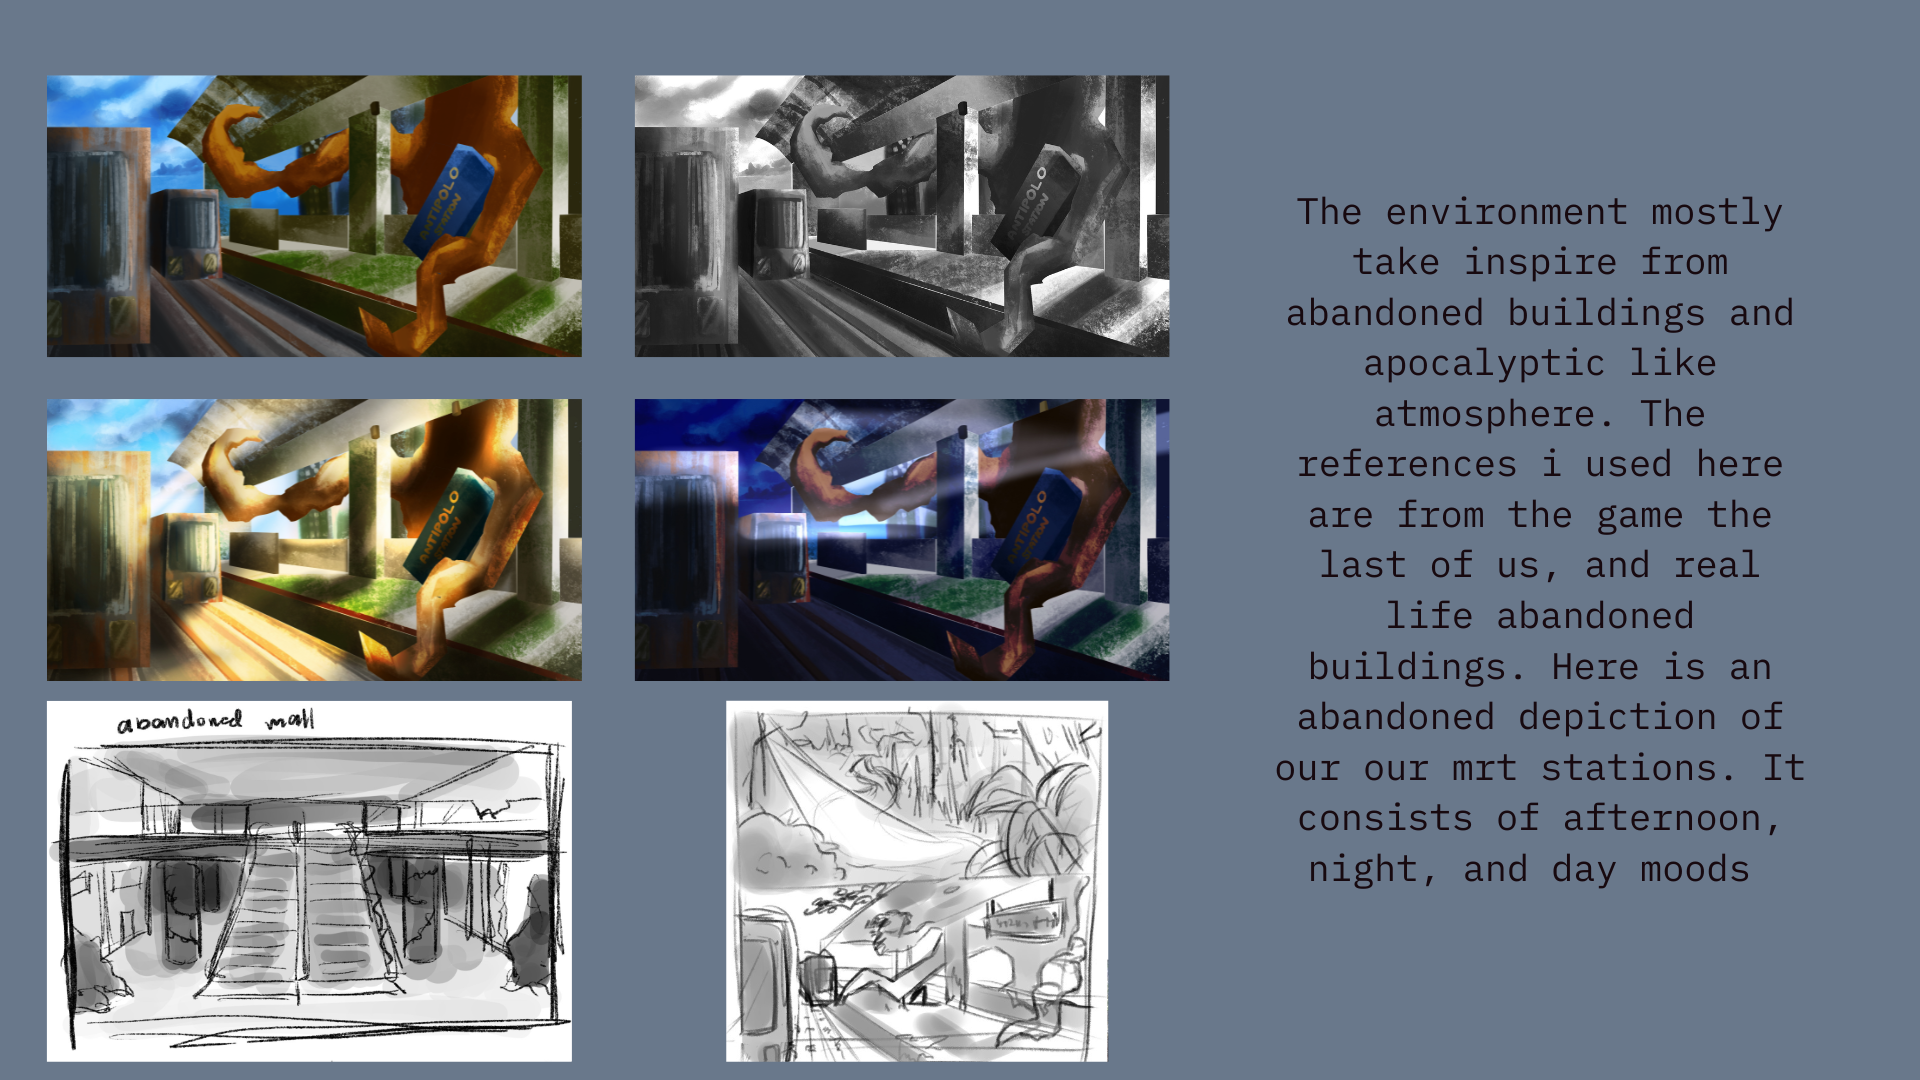 ANTIPOLO
STATION
ANTIPOLO
STATION
ANTIPOLO
STATION
ANTIPOLO
STATION
abandoned mall
The environment mostly
take inspire from
abandoned buildings and
apocalyptic like
atmosphere. The
references i used here
are from the game the
last of us, and real
life abandoned
buildings. Here is an
abandoned depiction of
our our mrt stations. It
consists of afternoon,
night, and day moods